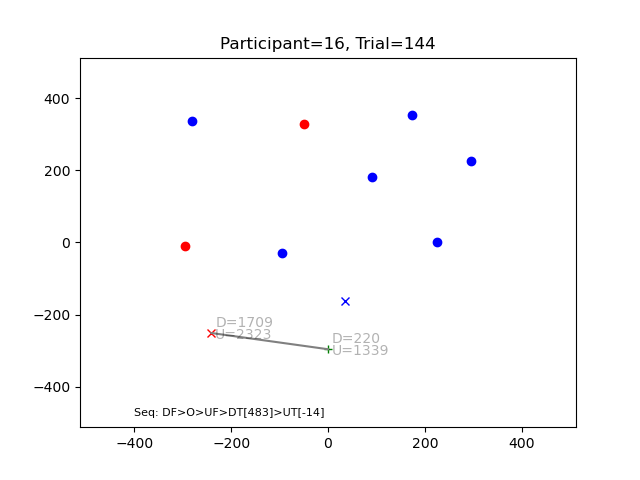 Participant=16, Trial=144
400
200
0
−200
−400
D=1709
U=2323
D=220
U=1339
Seq: DF>O>UF>DT[483]>UT[-14]
−400
−200
0
200
400